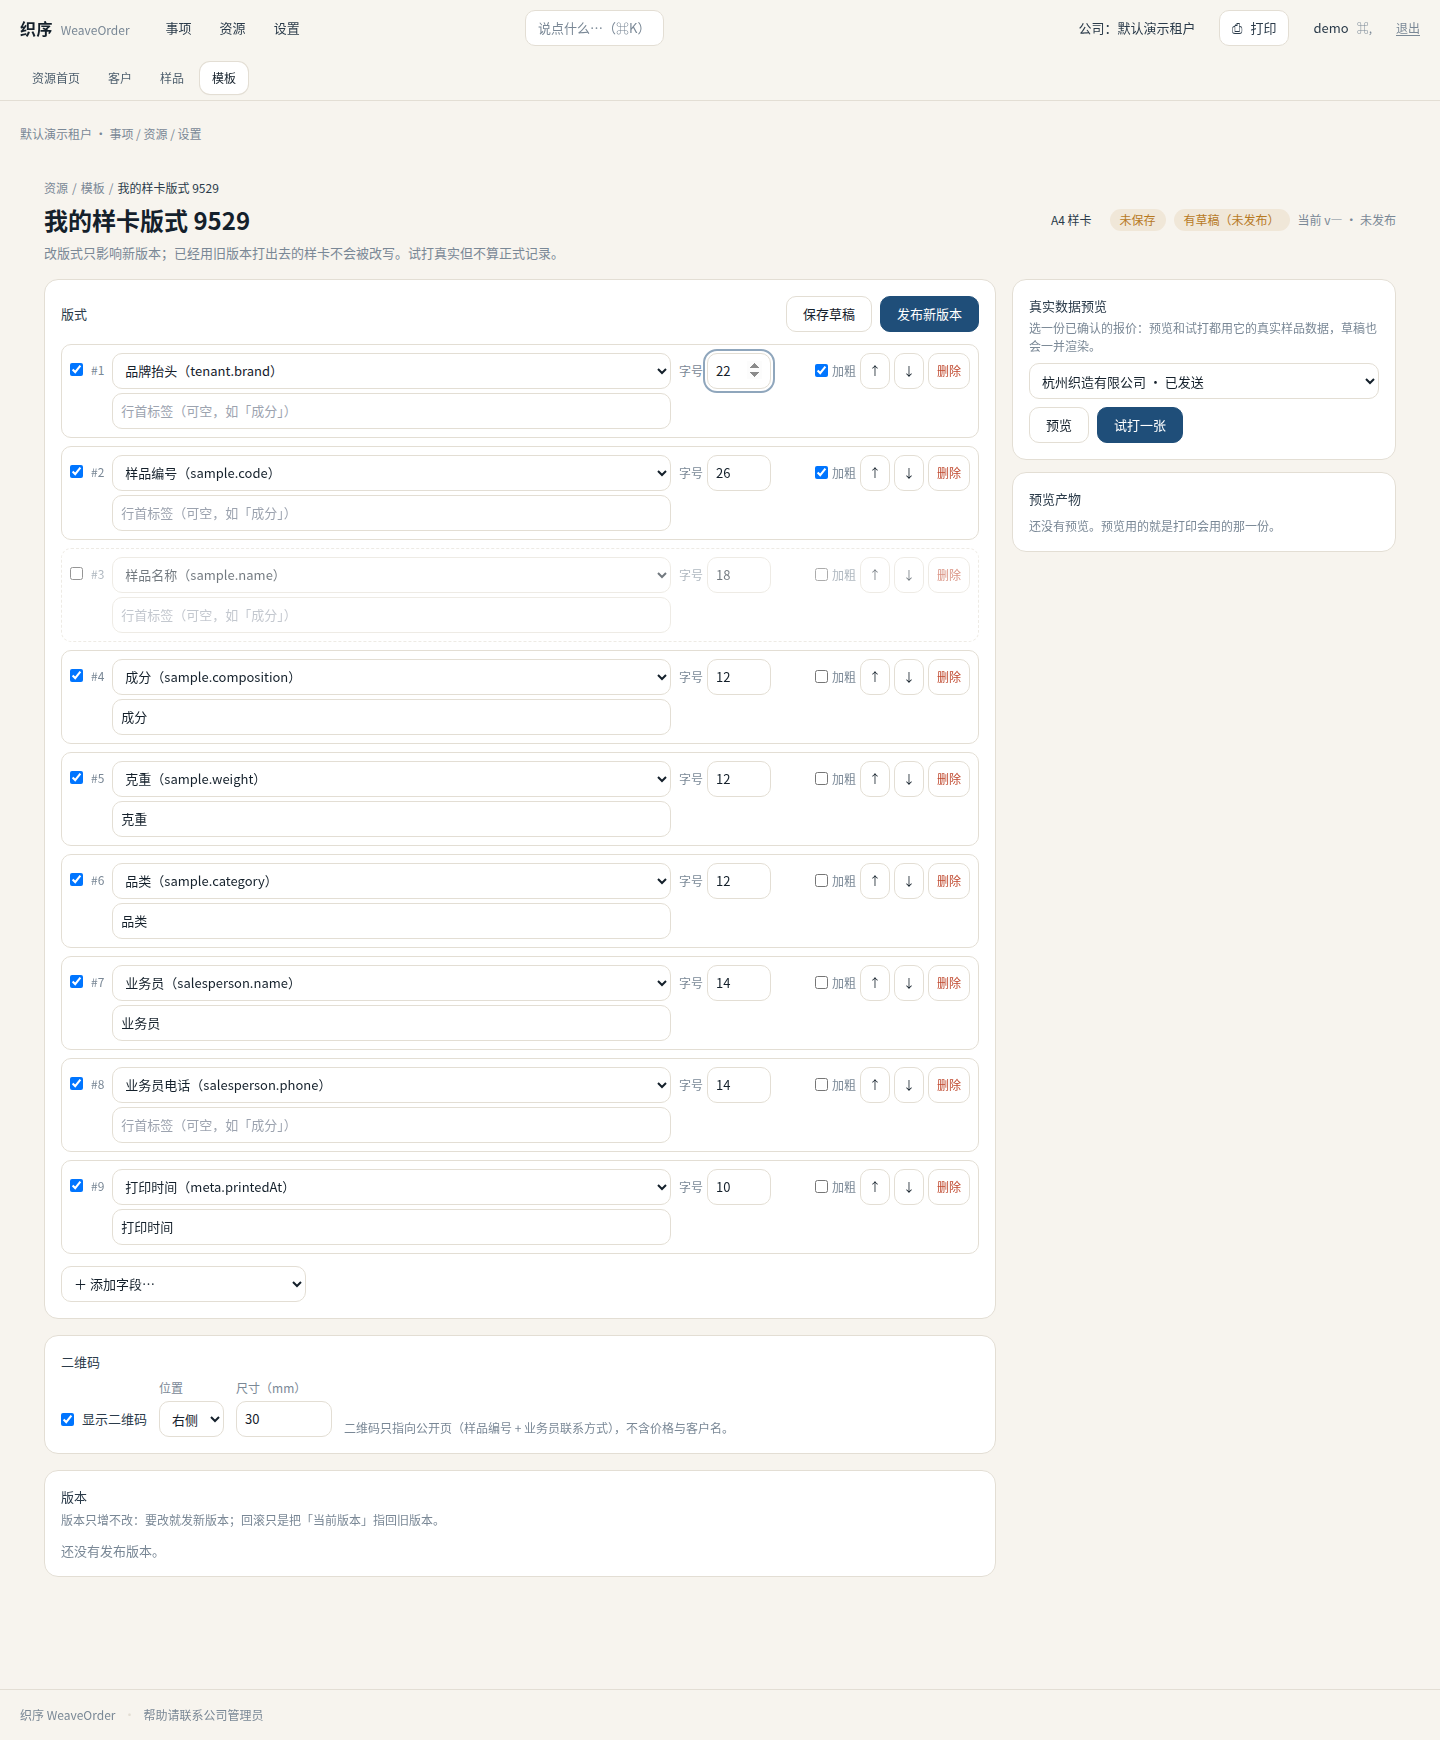 织序 WeaveOrder 事项 资源 设置 说点什么…（⌘K） 公司：默认演示租户 ⎙ 打印 demo ⌘, 退出
资源首页 客户 样品 模板
默认演示租户 · 事项 / 资源 / 设置
资源 / 模板 / 我的样卡版式 9529
我的样卡版式 9529 A4 样卡 未保存 有草稿（未发布） 当前 v— · 未发布
改版式只影响新版本；已经用旧版本打出去的样卡不会被改写。试打真实但不算正式记录。
版式 保存草稿 发布新版本
#1 品牌抬头（tenant.brand） 字号 22 加粗 ↑ ↓ 删除
行首标签（可空，如「成分」）
#2 样品编号（sample.code） 字号 26 加粗 ↑ ↓ 删除
行首标签（可空，如「成分」）
#3 样品名称（sample.name） 字号 18 加粗 ↑ ↓ 删除
行首标签（可空，如「成分」）
#4 成分（sample.composition） 字号 12 加粗 ↑ ↓ 删除
成分
#5 克重（sample.weight） 字号 12 加粗 ↑ ↓ 删除
克重
#6 品类（sample.category） 字号 12 加粗 ↑ ↓ 删除
品类
#7 业务员（salesperson.name） 字号 14 加粗 ↑ ↓ 删除
业务员
#8 业务员电话（salesperson.phone） 字号 14 加粗 ↑ ↓ 删除
行首标签（可空，如「成分」）
#9 打印时间（meta.printedAt） 字号 10 加粗 ↑ ↓ 删除
打印时间
＋ 添加字段…
二维码
位置 尺寸（mm）
显示二维码 右侧 30 二维码只指向公开页（样品编号 + 业务员联系方式），不含价格与客户名。
版本
版本只增不改：要改就发新版本；回滚只是把「当前版本」指回旧版本。
还没有发布版本。
真实数据预览
选一份已确认的报价：预览和试打都用它的真实样品数据，草稿也
会一并渲染。
杭州织造有限公司 · 已发送
预览 试打一张
预览产物
还没有预览。预览用的就是打印会用的那一份。
织序 WeaveOrder · 帮助请联系公司管理员